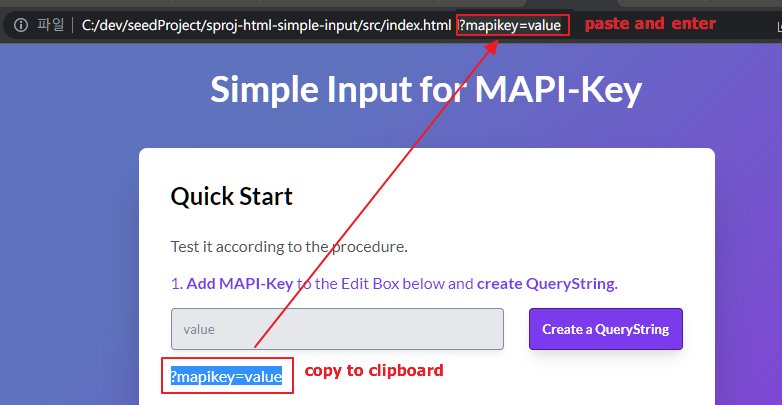 파일 C:/dev/seedProject/sproj-html-simple-input/src/index.html ?mapikey=value paste and enter
Simple Input for MAPI-Key
Quick Start
Test it according to the procedure.
1. Add MAPI-Key to the Edit Box below and create QueryString.
value Create a QueryString
?mapikey=value copy to clipboard